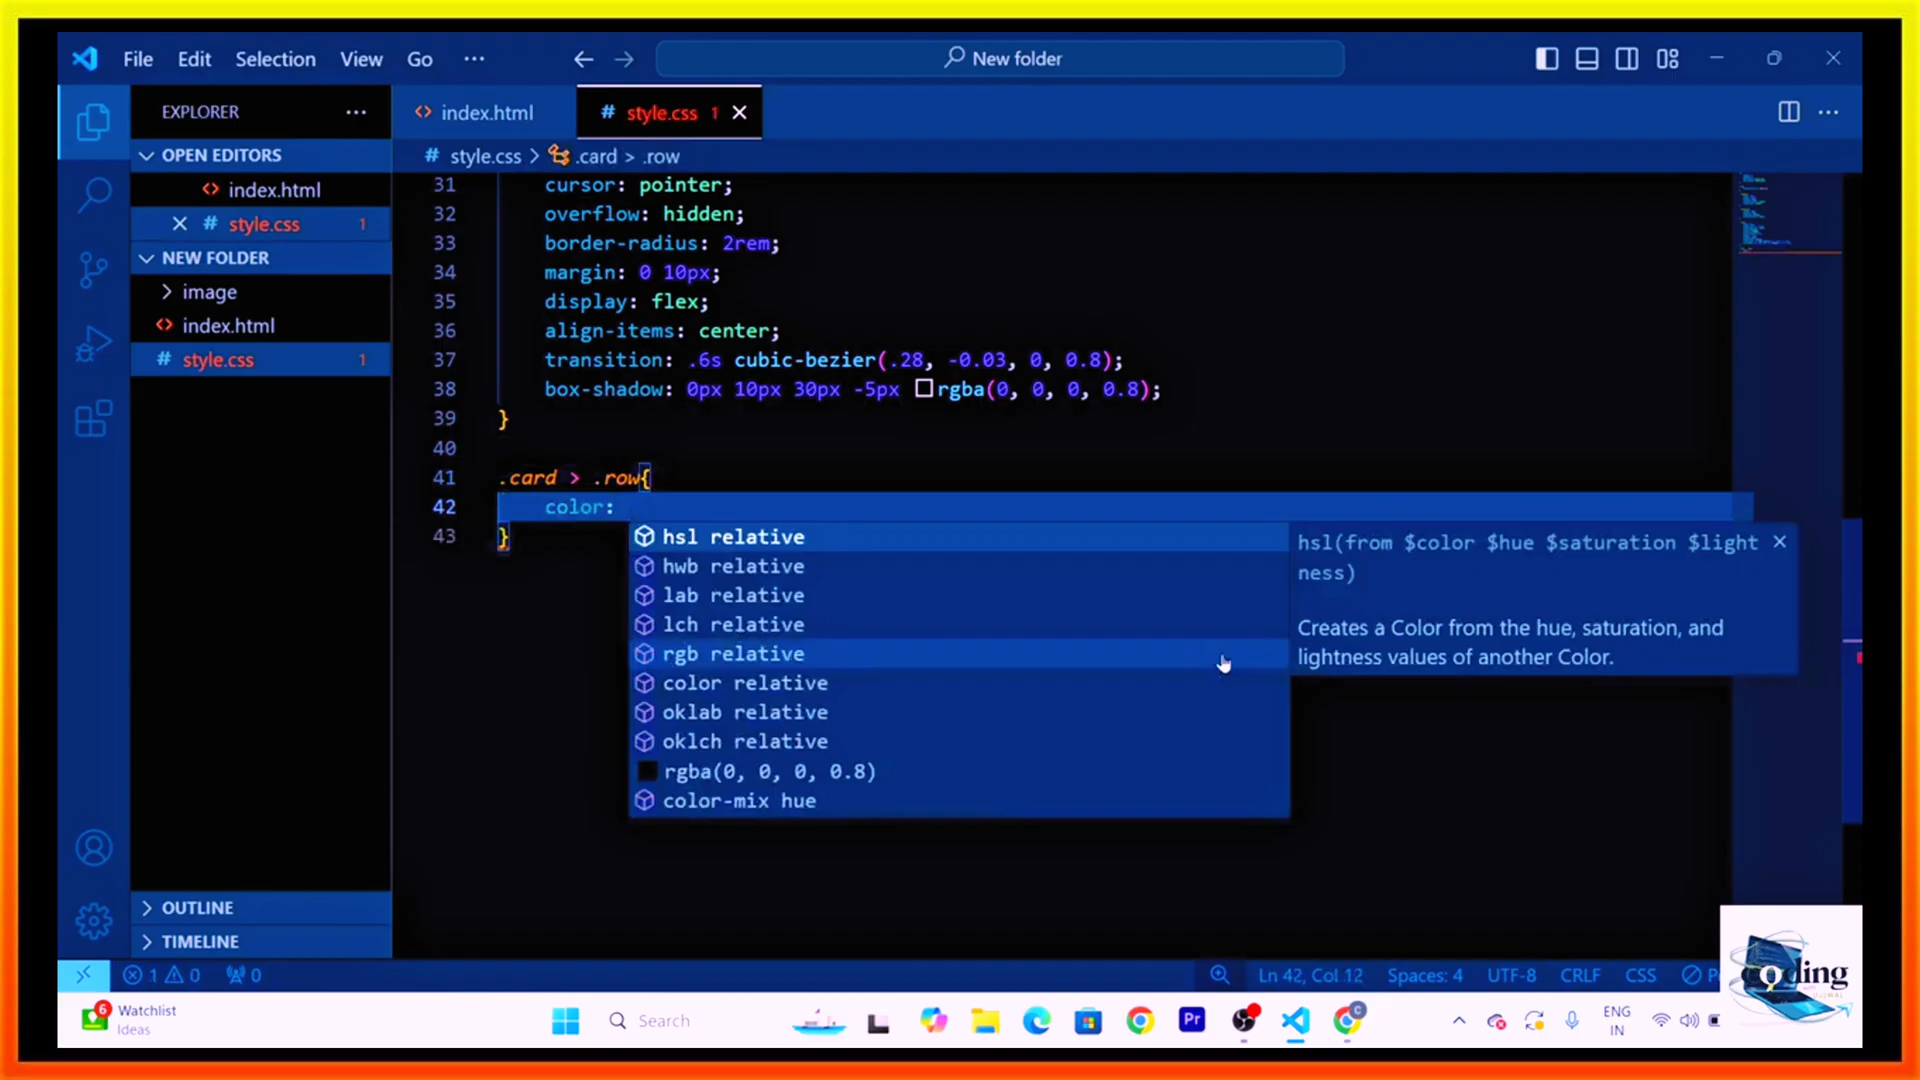 File Edit Selection View Go ··· New folder
EXPLORER ···
index.html
style.css 1
OPEN EDITORS
index.html
style.css 1
NEW FOLDER
image
index.html
style.css 1
OUTLINE
TIMELINE
# style.css > .card > .row
31 cursor: pointer;
32 overflow: hidden;
33 border-radius: 2rem;
34 margin: 0 10px;
35 display: flex;
36 align-items: center;
37 transition: .6s cubic-bezier(.28, -0.03, 0, 0.8);
38 box-shadow: 0px 10px 30px -5px rgba(0, 0, 0, 0.8);
39 }
40
41 .card > .row{
42 color:
43 }
hsl relative
hwb relative
lab relative
lch relative
rgb relative
color relative
oklab relative
oklch relative
rgba(0, 0, 0, 0.8)
color-mix hue
hsl(from $color $hue $saturation $light
ness)
Creates a Color from the hue, saturation, and
lightness values of another Color.
1 0 0 Ln 42, Col 12 Spaces: 4 UTF-8 CRLF CSS
coding
6 Watchlist
Ideas
Search
Pr
C
ENG
IN